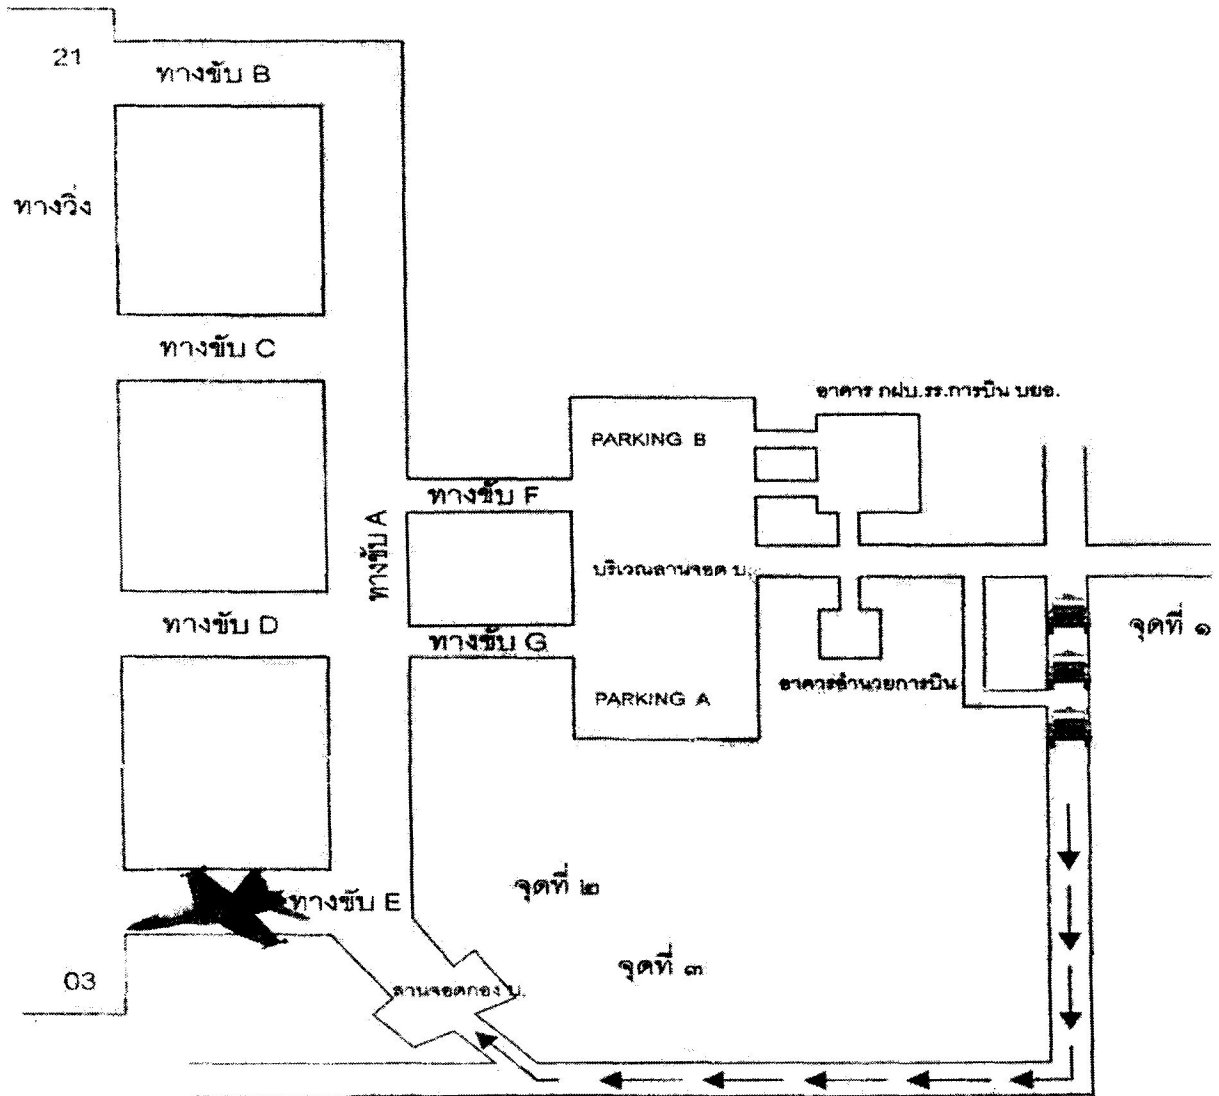 21
ทางขับ B
ทางวิ่ง
ทางขับ C
อาคาร กฝบ.รร.การบิน บยอ.
PARKING B
ทางขับ F
ทางขับ A
บริเวณลานจอด บ.
ทางขับ D
ทางขับ G
จุดที่ ๑
อาคารอำนวยการบิน
PARKING A
จุดที่ ๒
ทางขับ E
จุดที่ ๓
03
ลานจอดกอง บ.